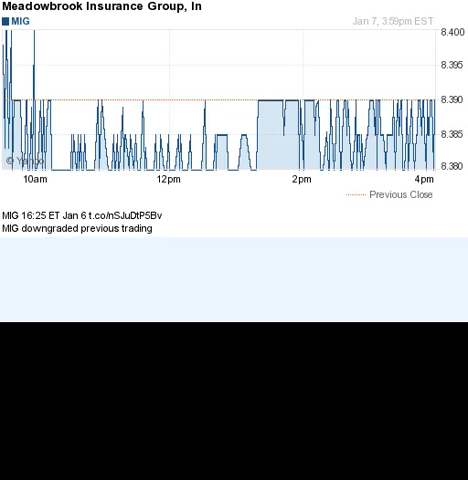 Meadowbrook Insurance Group, In
MIG
Jan 7, 3:59pm EST
8.400
8.395
8.390
8.385
8.380
© Yahoo
10am
12pm
2pm
4pm
Previous Close
MIG 16:25 ET Jan 6 t.co/nSJuDtP5Bv
MIG downgraded previous trading